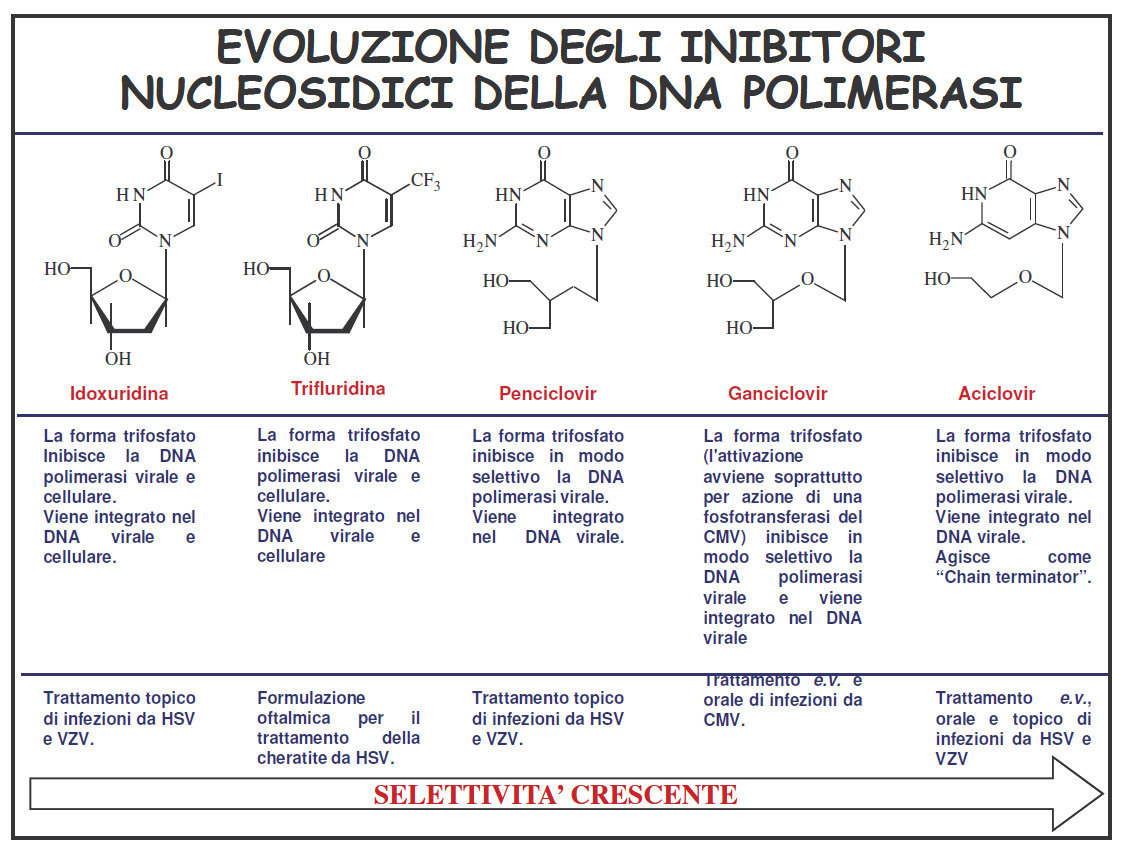 EVOLUZIONE DEGLI INIBITORI
NUCLEOSIDICI DELLA DNA POLIMERASI
O
H N
I
O
N
HO
O
OH
Idoxuridina
O
H N
CF3
O
N
HO
O
OH
Trifluridina
O
HN
N
H2N
N
N
HO
HO
Penciclovir
O
HN
N
H2N
N
N
HO
O
HO
Ganciclovir
O
HN
N
H2N
N
HO
O
Aciclovir
La forma trifosfato
Inibisce la DNA
polimerasi virale e
cellulare.
Viene integrato nel
DNA virale e
cellulare.
La forma trifosfato
inibisce la DNA
polimerasi virale e
cellulare.
Viene integrato nel
DNA virale e
cellulare
La forma trifosfato
inibisce in modo
selettivo la DNA
polimerasi virale.
Viene integrato
nel DNA virale.
La forma trifosfato
(l'attivazione
avviene soprattutto
per azione di una
fosfotransferasi del
CMV) inibisce in
modo selettivo la
DNA polimerasi
virale e viene
integrato nel DNA
virale
La forma trifosfato
inibisce in modo
selettivo la DNA
polimerasi virale.
Viene integrato nel
DNA virale.
Agisce come
“Chain terminator”.
Trattamento topico
di infezioni da HSV
e VZV.
Formulazione
oftalmica per il
trattamento della
cheratite da HSV.
Trattamento topico
di infezioni da HSV
e VZV.
Trattamento e.v. e
orale di infezioni da
CMV.
Trattamento e.v.,
orale e topico di
infezioni da HSV e
VZV
SELETTIVITA’ CRESCENTE